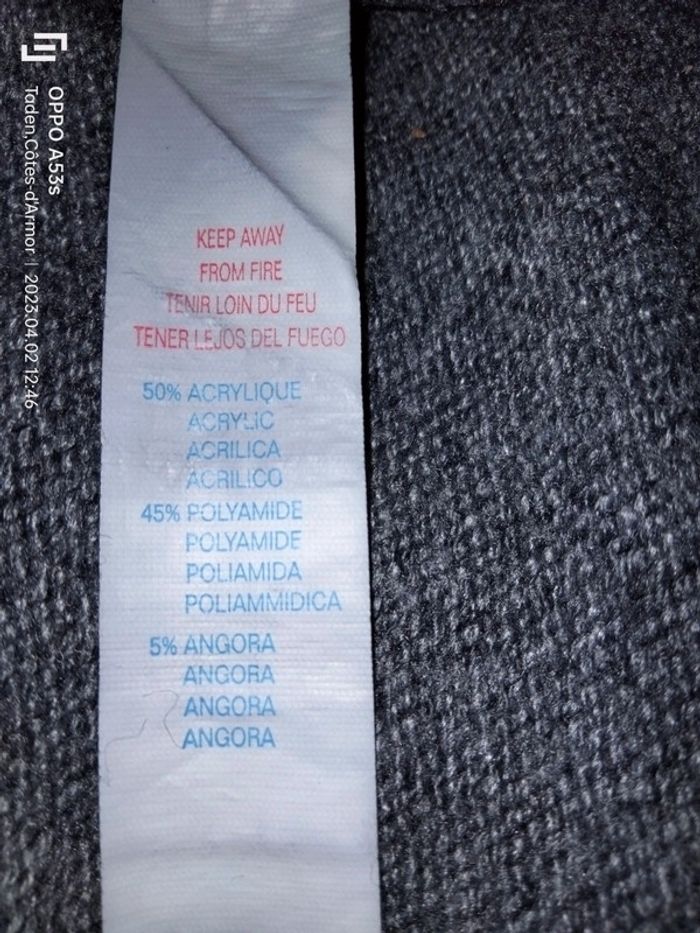 KEEP AWAY
FROM FIRE
TENIR LOIN DU FEU
TENER LEJOS DEL FUEGO
50% ACRYLIQUE
ACRYLIC
ACRILICA
ACRILICO
45% POLYAMIDE
POLYAMIDE
POLIAMIDA
POLIAMMIDICA
5% ANGORA
ANGORA
ANGORA
ANGORA
OPPO A53s
Taden,Côtes-d'Armor | 2023.04.02 12:46